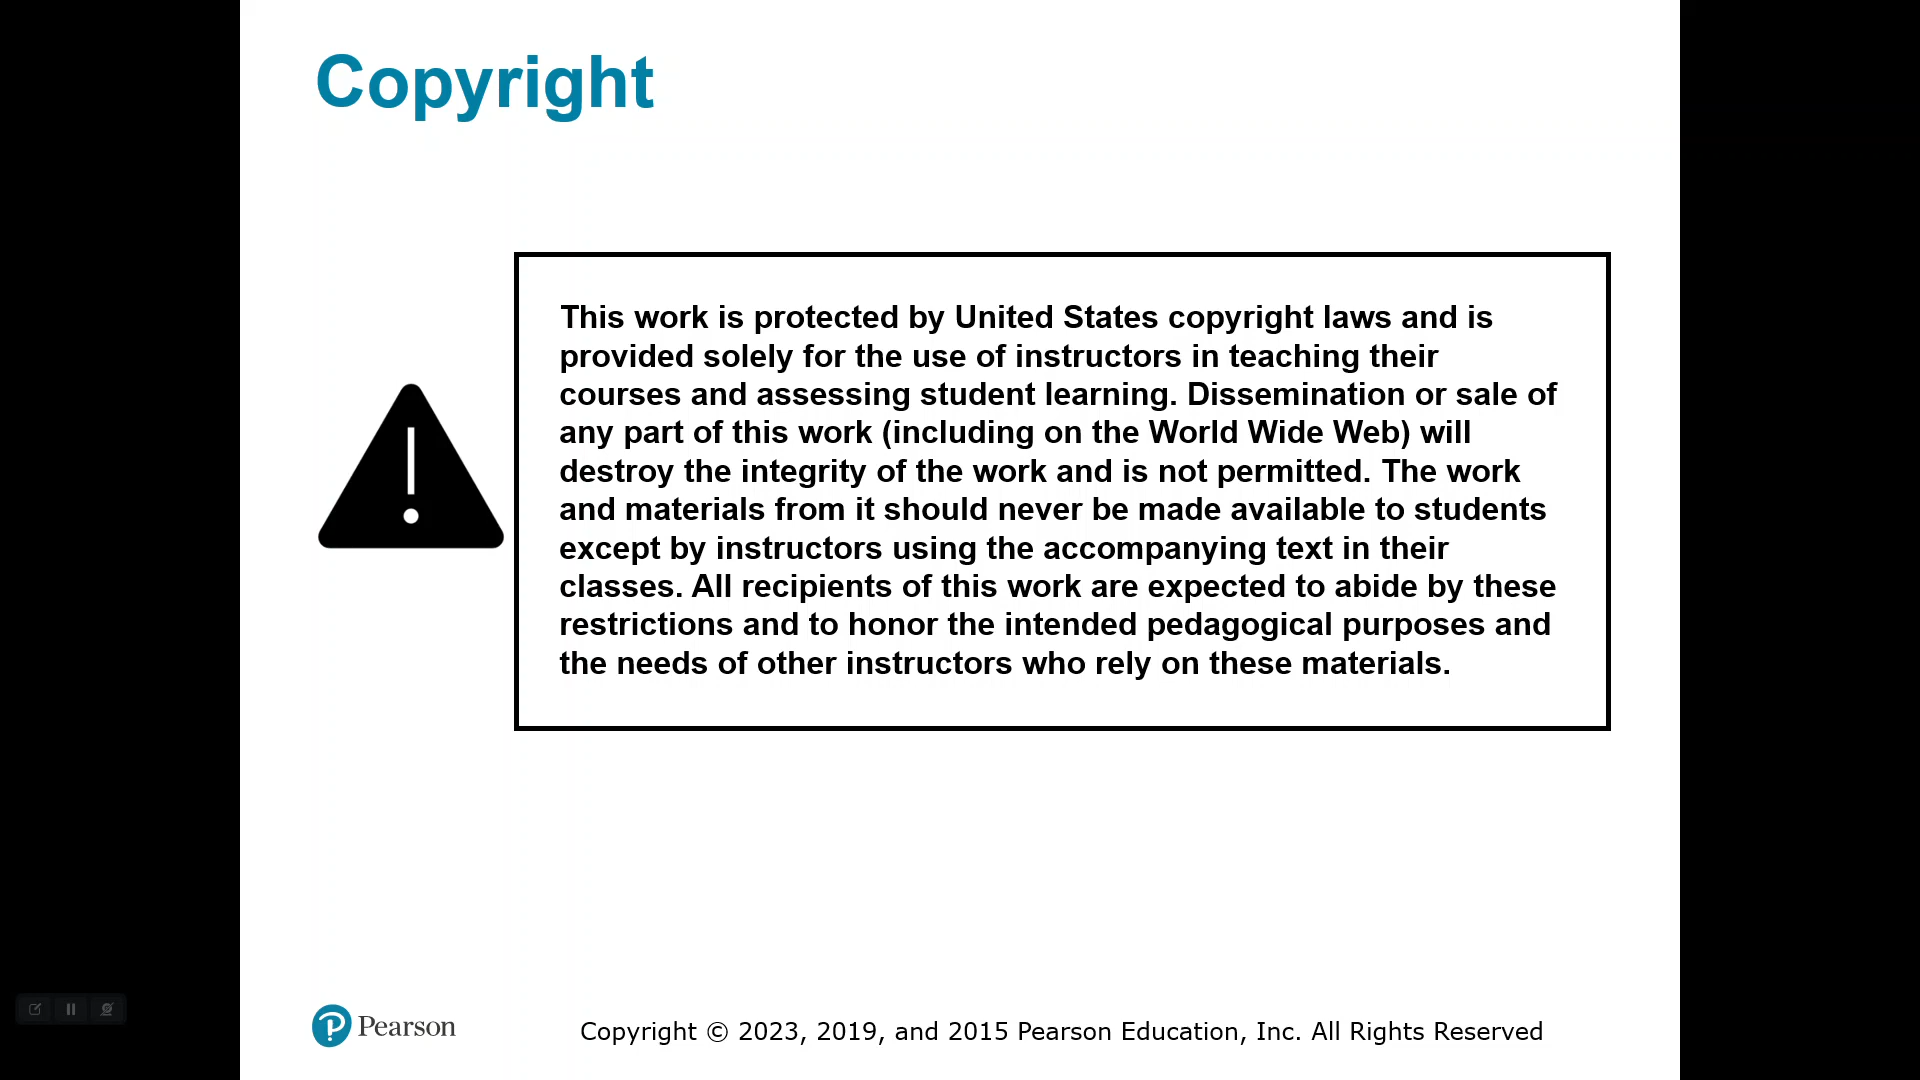 Copyright
This work is protected by United States copyright laws and is
provided solely for the use of instructors in teaching their
courses and assessing student learning. Dissemination or sale of
any part of this work (including on the World Wide Web) will
destroy the integrity of the work and is not permitted. The work
and materials from it should never be made available to students
except by instructors using the accompanying text in their
classes. All recipients of this work are expected to abide by these
restrictions and to honor the intended pedagogical purposes and
the needs of other instructors who rely on these materials.
Pearson
Copyright © 2023, 2019, and 2015 Pearson Education, Inc. All Rights Reserved